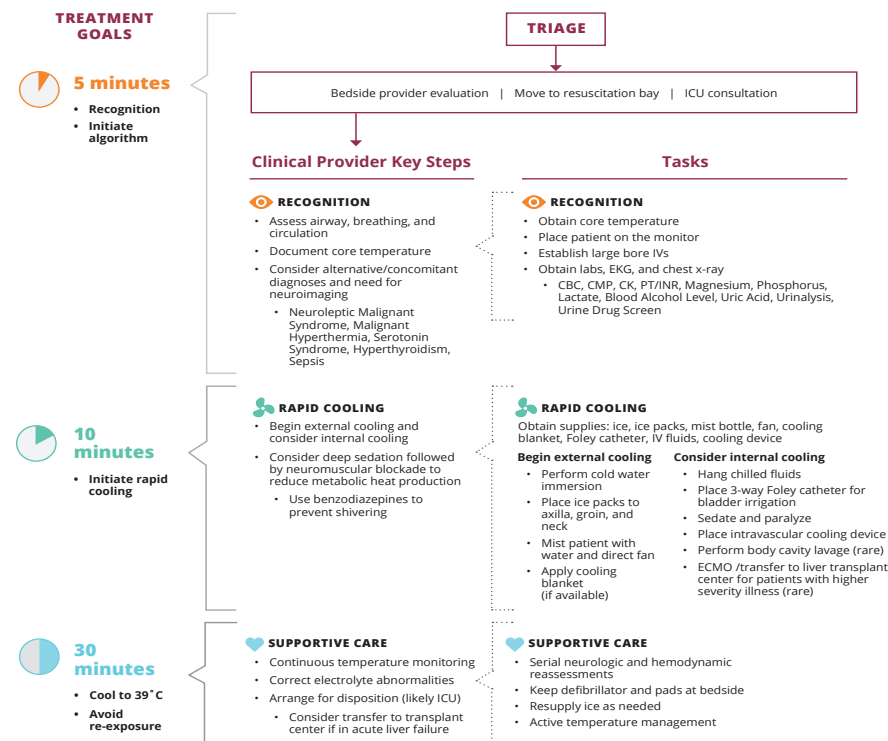 TREATMENT
GOALS
TRIAGE
5 minutes
• Recognition
• Initiate
algorithm
Bedside provider evaluation | Move to resuscitation bay | ICU consultation
Clinical Provider Key Steps
RECOGNITION
• Assess airway, breathing, and
circulation
• Document core temperature
• Consider alternative/concomitant
diagnoses and need for
neuroimaging
• Neuroleptic Malignant
Syndrome, Malignant
Hyperthermia, Serotonin
Syndrome, Hyperthyroidism,
Sepsis
Tasks
RECOGNITION
• Obtain core temperature
• Place patient on the monitor
• Establish large bore IVs
• Obtain labs, EKG, and chest x-ray
• CBC, CMP, CK, PT/INR, Magnesium, Phosphorus,
Lactate, Blood Alcohol Level, Uric Acid, Urinalysis,
Urine Drug Screen
10
minutes
• Initiate rapid
cooling
RAPID COOLING
• Begin external cooling and
consider internal cooling
• Consider deep sedation followed
by neuromuscular blockade to
reduce metabolic heat production
• Use benzodiazepines to
prevent shivering
RAPID COOLING
Obtain supplies: ice, ice packs, mist bottle, fan, cooling
blanket, Foley catheter, IV fluids, cooling device
Begin external cooling
• Perform cold water
immersion
• Place ice packs to
axilla, groin, and
neck
• Mist patient with
water and direct fan
• Apply cooling
blanket
(if available)
Consider internal cooling
• Hang chilled fluids
• Place 3-way Foley catheter for
bladder irrigation
• Sedate and paralyze
• Place intravascular cooling device
• Perform body cavity lavage (rare)
• ECMO /transfer to liver transplant
center for patients with higher
severity illness (rare)
30
minutes
• Cool to 39˚C
• Avoid
re-exposure
SUPPORTIVE CARE
• Continuous temperature monitoring
• Correct electrolyte abnormalities
• Arrange for disposition (likely ICU)
• Consider transfer to transplant
center if in acute liver failure
SUPPORTIVE CARE
• Serial neurologic and hemodynamic
reassessments
• Keep defibrillator and pads at bedside
• Resupply ice as needed
• Active temperature management